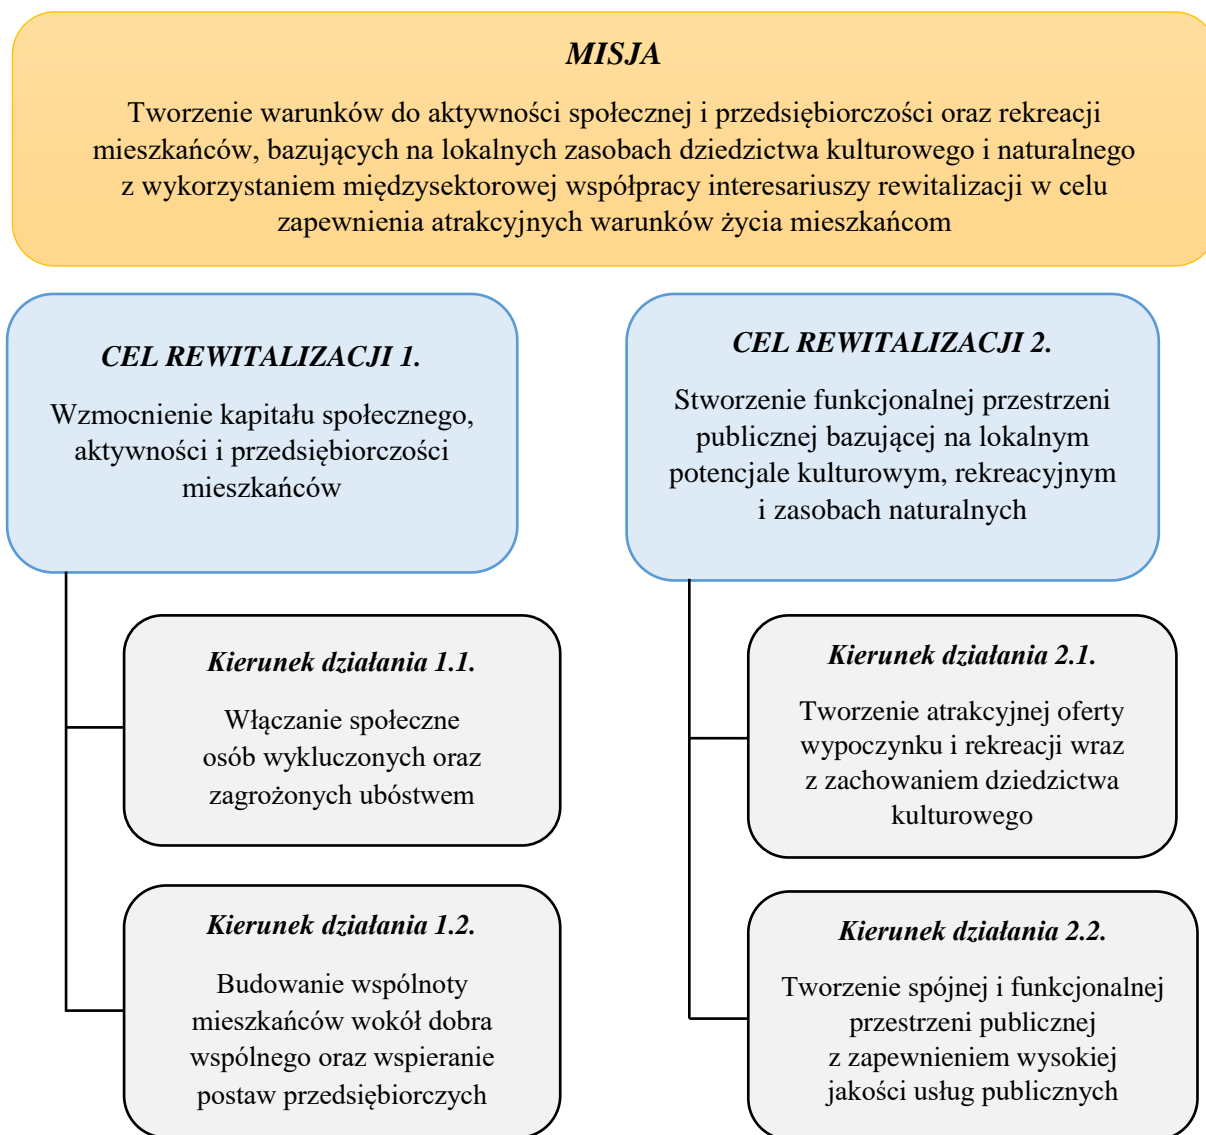 MISJA
Tworzenie warunków do aktywności społecznej i przedsiębiorczości oraz rekreacji
mieszkańców, bazujących na lokalnych zasobach dziedzictwa kulturowego i naturalnego
z wykorzystaniem międzysektorowej współpracy interesariuszy rewitalizacji w celu
zapewnienia atrakcyjnych warunków życia mieszkańcom
CEL REWITALIZACJI 1.
Wzmocnienie kapitału społecznego,
aktywności i przedsiębiorczości
mieszkańców
Kierunek działania 1.1.
Włączanie społeczne
osób wykluczonych oraz
zagrożonych ubóstwem
Kierunek działania 1.2.
Budowanie wspólnoty
mieszkańców wokół dobra
wspólnego oraz wspieranie
postaw przedsiębiorczych
CEL REWITALIZACJI 2.
Stworzenie funkcjonalnej przestrzeni
publicznej bazującej na lokalnym
potencjale kulturowym, rekreacyjnym
i zasobach naturalnych
Kierunek działania 2.1.
Tworzenie atrakcyjnej oferty
wypoczynku i rekreacji wraz
z zachowaniem dziedzictwa
kulturowego
Kierunek działania 2.2.
Tworzenie spójnej i funkcjonalnej
przestrzeni publicznej
z zapewnieniem wysokiej
jakości usług publicznych